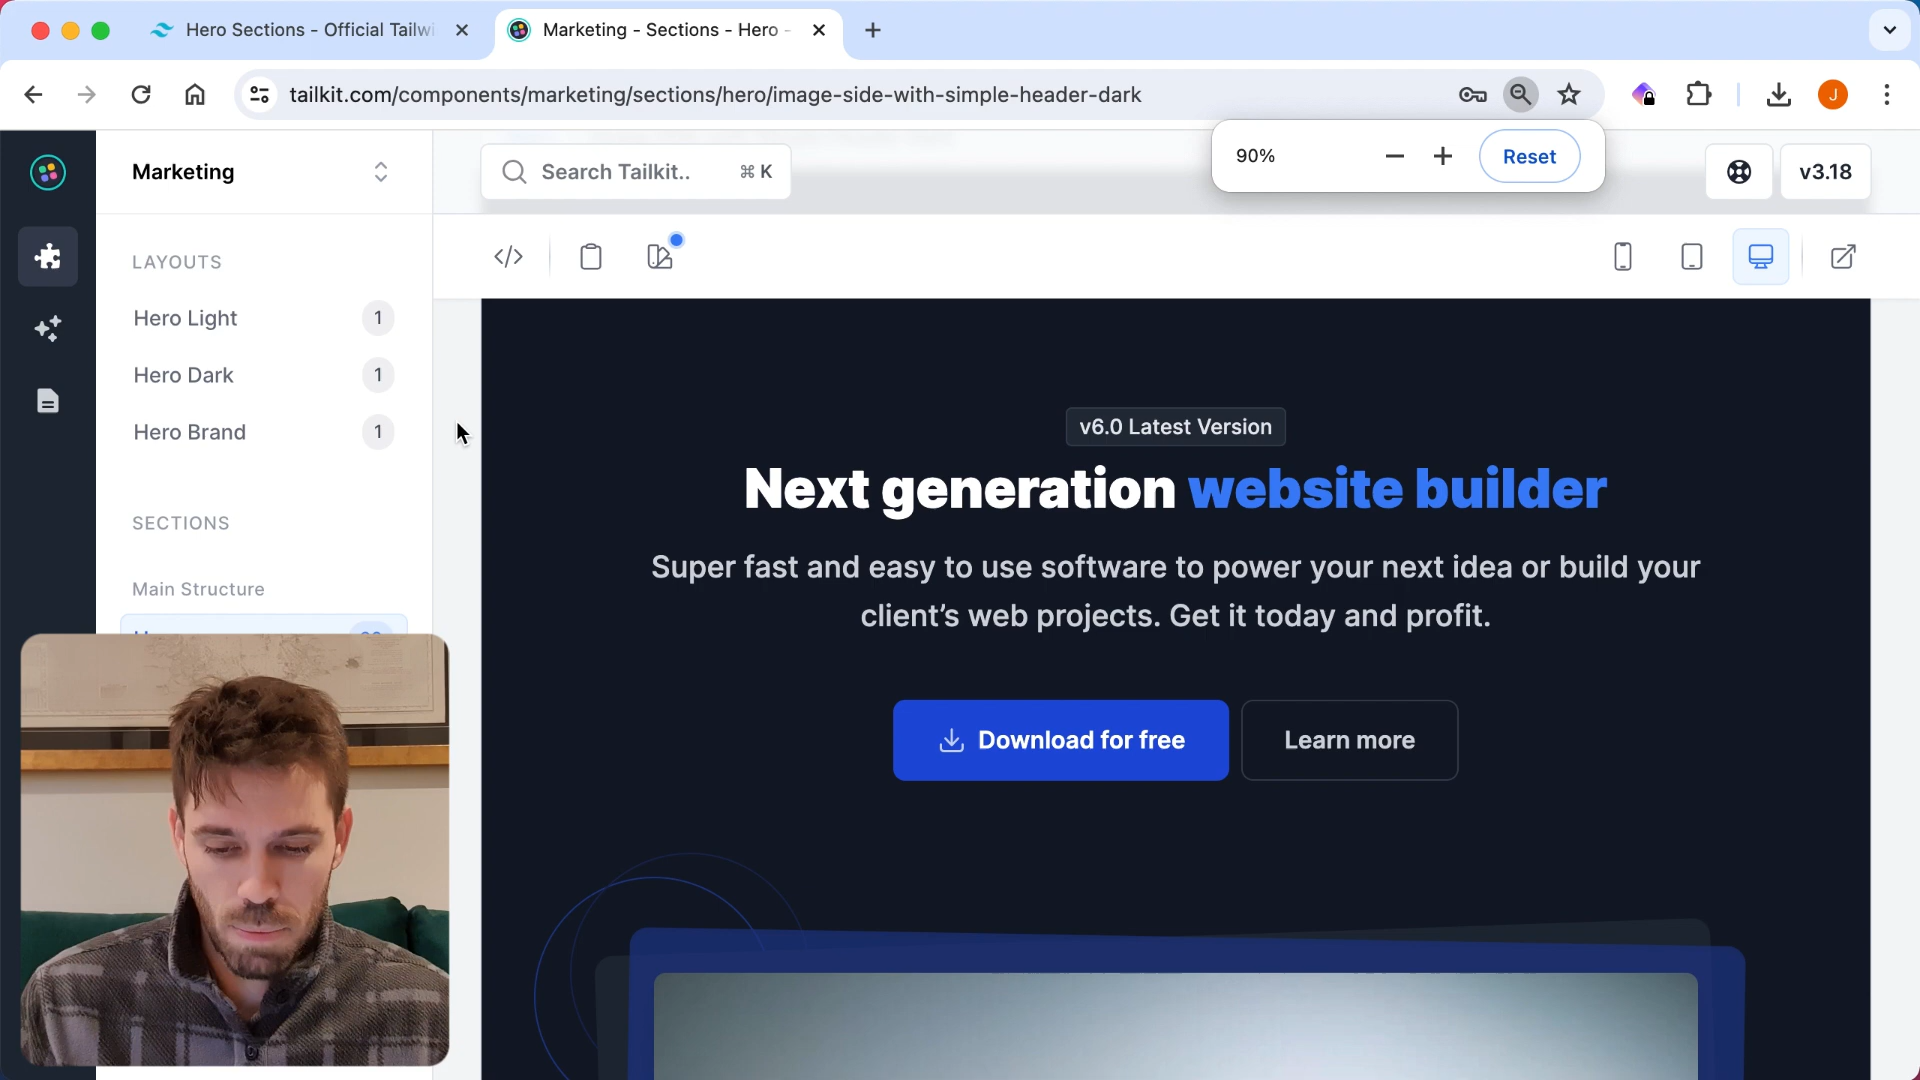 Hero Sections - Official Tailwi
Marketing - Sections - Hero -
tailkit.com/components/marketing/sections/hero/image-side-with-simple-header-dark
J
90%
Reset
Marketing
Search Tailkit..
⌘ K
v3.18
LAYOUTS
Hero Light 1
Hero Dark 1
Hero Brand 1
SECTIONS
Main Structure
v6.0 Latest Version
Next generation website builder
Super fast and easy to use software to power your next idea or build your
client’s web projects. Get it today and profit.
Download for free
Learn more